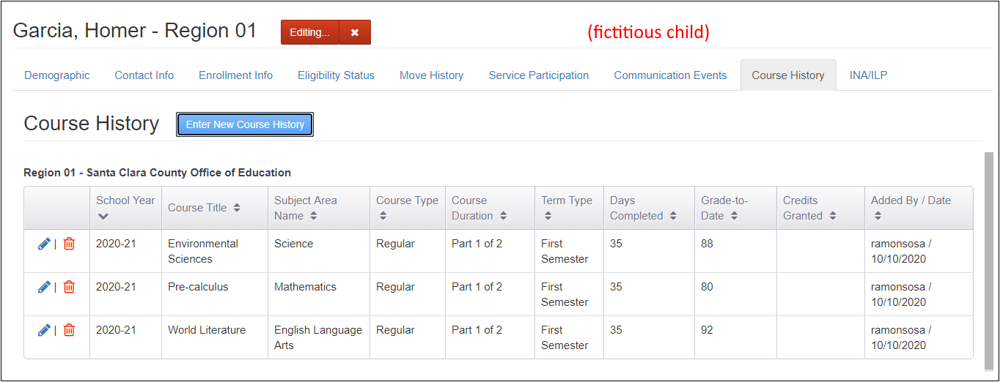 Garcia, Homer - Region 01 Editing... × (fictitious child)
Demographic Contact Info Enrollment Info Eligibility Status Move History Service Participation Communication Events Course History INA/ILP
Course History Enter New Course History
Region 01 - Santa Clara County Office of Education
School Year Course Title Subject Area Name Course Type Course Duration Term Type Days Completed Grade-to-Date Credits Granted Added By / Date
| 2020-21 Environmental Sciences Science Regular Part 1 of 2 First Semester 35 88 ramonsosa / 10/10/2020
| 2020-21 Pre-calculus Mathematics Regular Part 1 of 2 First Semester 35 80 ramonsosa / 10/10/2020
| 2020-21 World Literature English Language Arts Regular Part 1 of 2 First Semester 35 92 ramonsosa / 10/10/2020